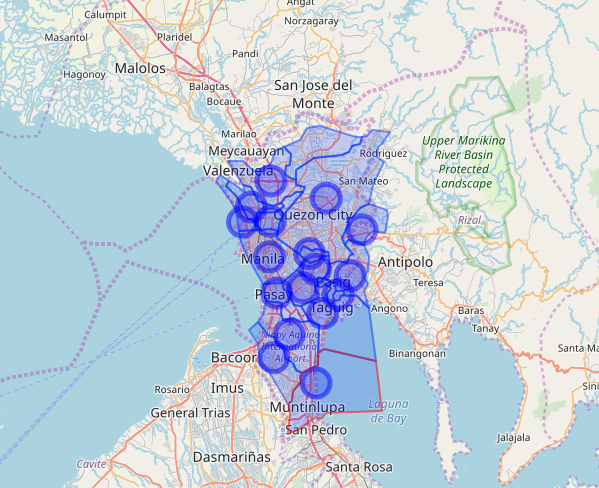 Angat
Calumpit
Norzagaray
Masantol
Plaridel
Pandi
Malolos
Hagonoy
Balagtas
San Jose del
Monte
Bocaue
Marilao
Meycauayan
Upper Marikina
River Basin
Protected
Landscape
Rodriguez
Valenzuela
San Mateo
Quezon City
Rizal
Manila
Antipolo
Pasig
Teresa
Pasa
Taguig
Angono
Baras
Tanay
Ninoy Aquino
International
Airport
Bacoor
Binangonan
Santa Ma
Rosario
Imus
Sini
General Trias
Muntinlupa
Laguna
de Bay
San Pedro
Jalajala
Dasmariñas
Cavite
Santa Rosa